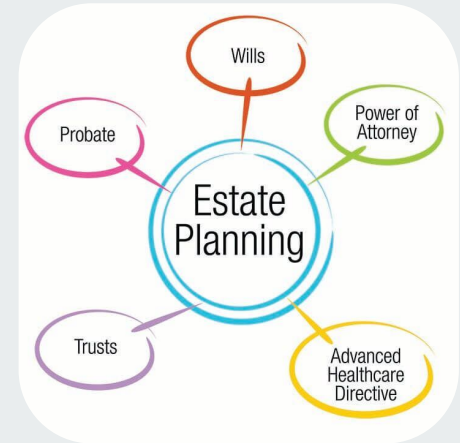 Wills
Power of
Attorney
Probate
Estate
Planning
Trusts
Advanced
Healthcare
Directive